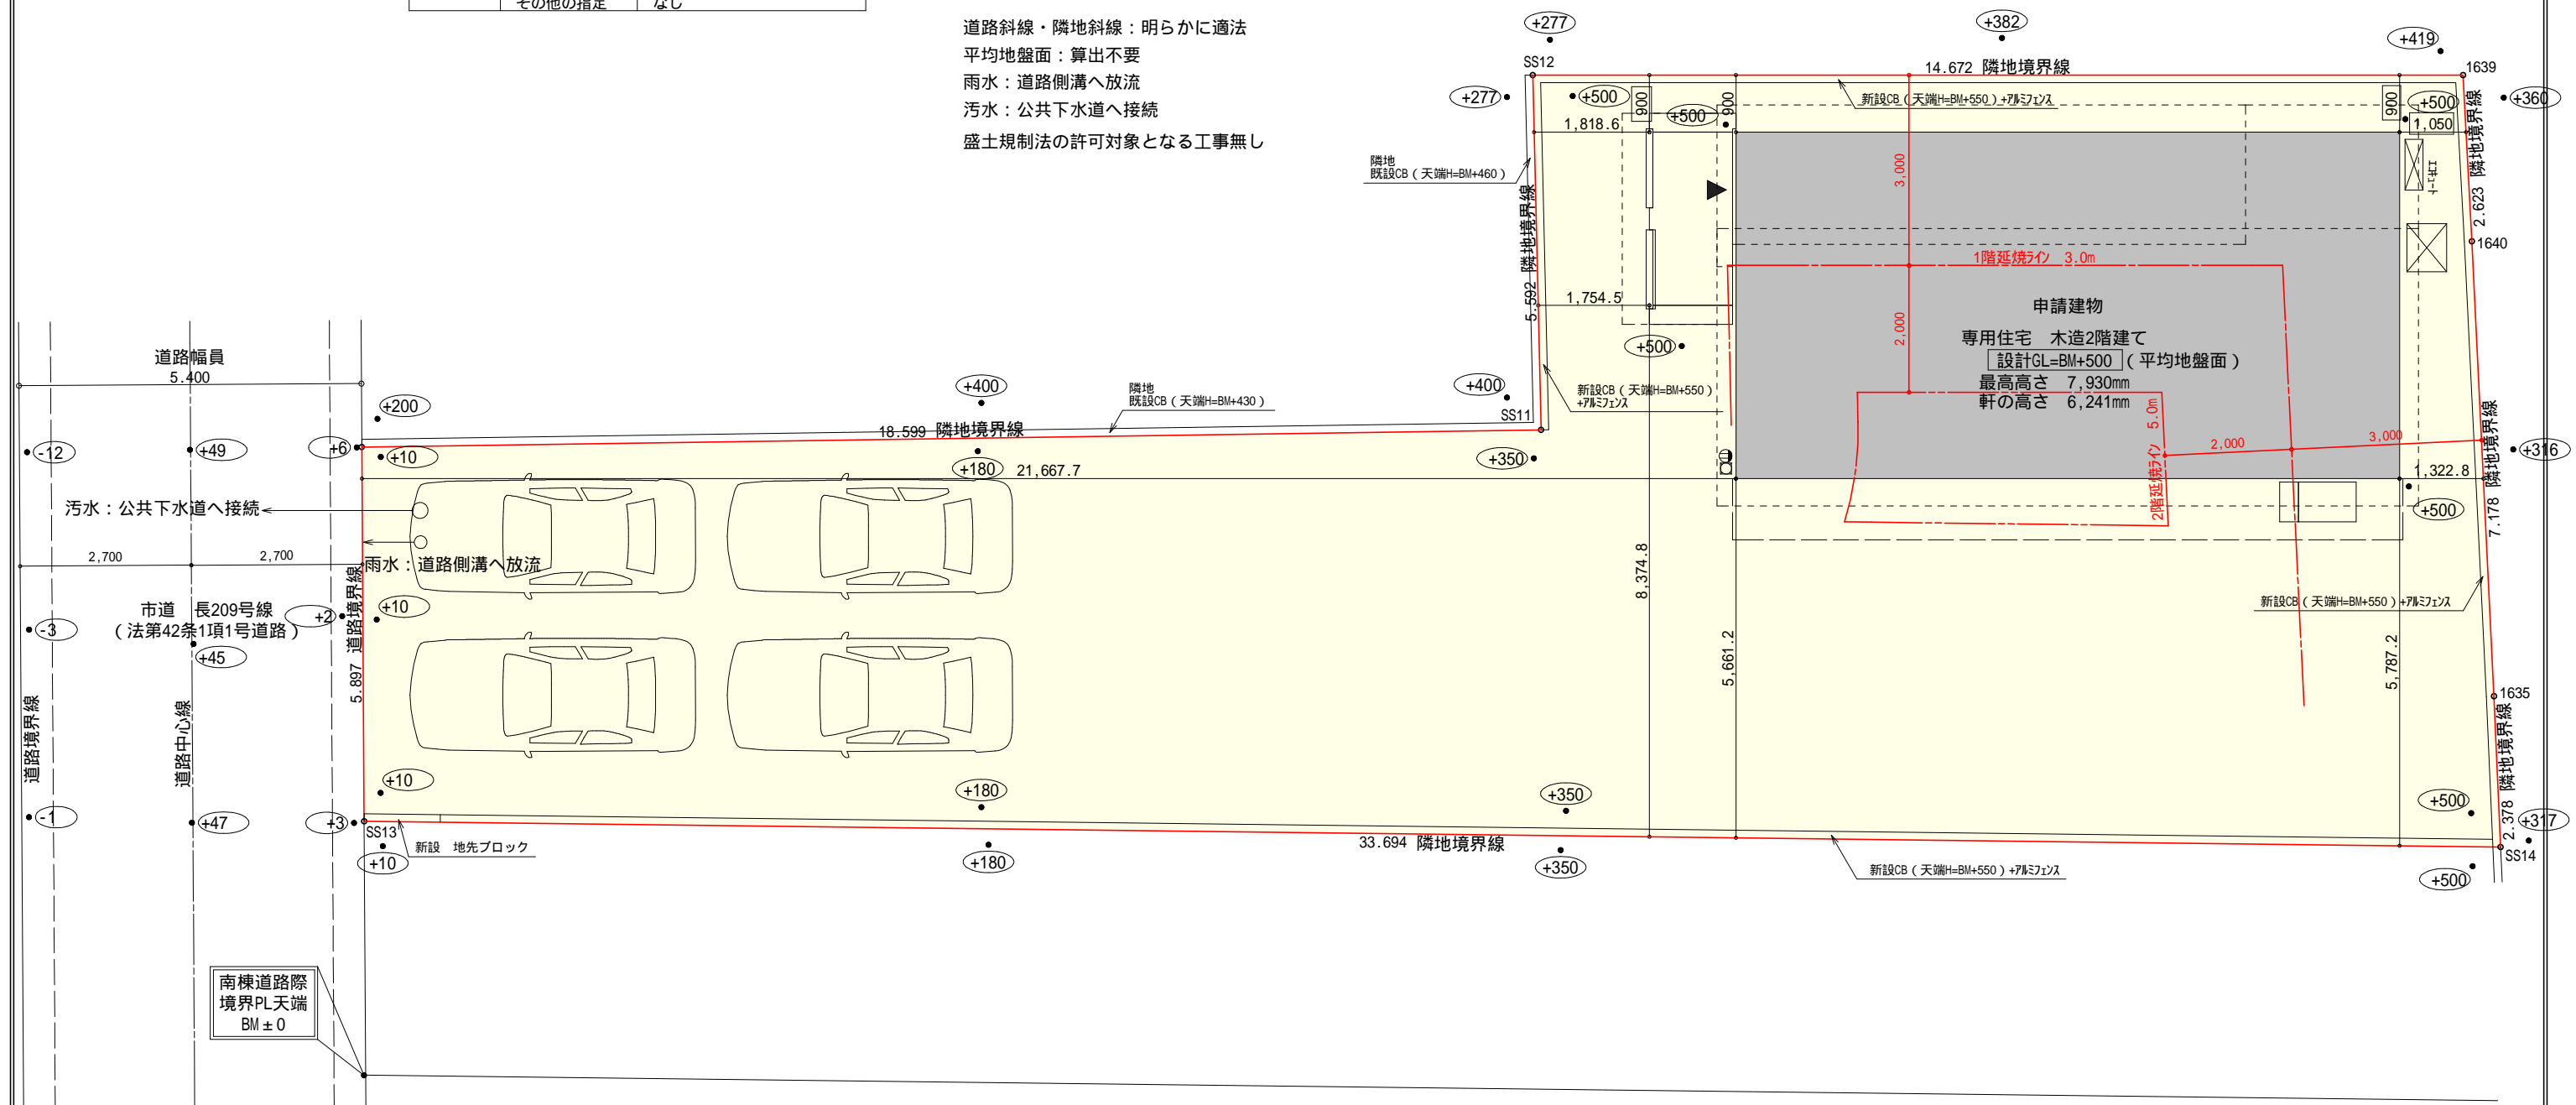 その他の指定 なし
道路斜線・隣地斜線：明らかに適法
平均地盤面：算出不要
雨水：道路側溝へ放流
汚水：公共下水道へ接続
盛土規制法の許可対象となる工事無し
+277
+382
+419
SS12
14.672 隣地境界線
1639
+277
+500
900
+500
900
新設CB（天端H=BM+550）+アルミフェンス
900
+500
+360
1,818.6
1,050
隣地
既設CB（天端H=BM+460）
3,000
エコキュート
2.623 隣地境界線
5.592 隣地境界線
1640
1階延焼ライン 3.0m
1,754.5
申請建物
専用住宅 木造2階建て
設計GL=BM+500（平均地盤面）
最高高さ 7,930mm
軒の高さ 6,241mm
2,000
+500
道路幅員
5.400
+400
+400
隣地
既設CB（天端H=BM+430）
新設CB（天端H=BM+550）
+アルミフェンス
+200
SS11
18.599 隣地境界線
-12
+49
+6
+10
+180
21,667.7
+350
2階延焼ライン 5.0m
2,000
3,000
+316
1,322.8
+500
7.178 隣地境界線
汚水：公共下水道へ接続
2,700
2,700
雨水：道路側溝へ放流
8,374.8
市道 長209号線
（法第42条1項1号道路）
-3
+45
+2
+10
5.897 道路境界線
新設CB（天端H=BM+550）+アルミフェンス
5,661.2
5,787.2
1635
道路境界線
道路中心線
+10
+180
+350
+500
2.378 隣地境界線
+317
-1
+47
+3
SS13
新設 地先ブロック
+10
+180
33.694 隣地境界線
+350
新設CB（天端H=BM+550）+アルミフェンス
SS14
+500
南棟道路際
境界PL天端
BM±0